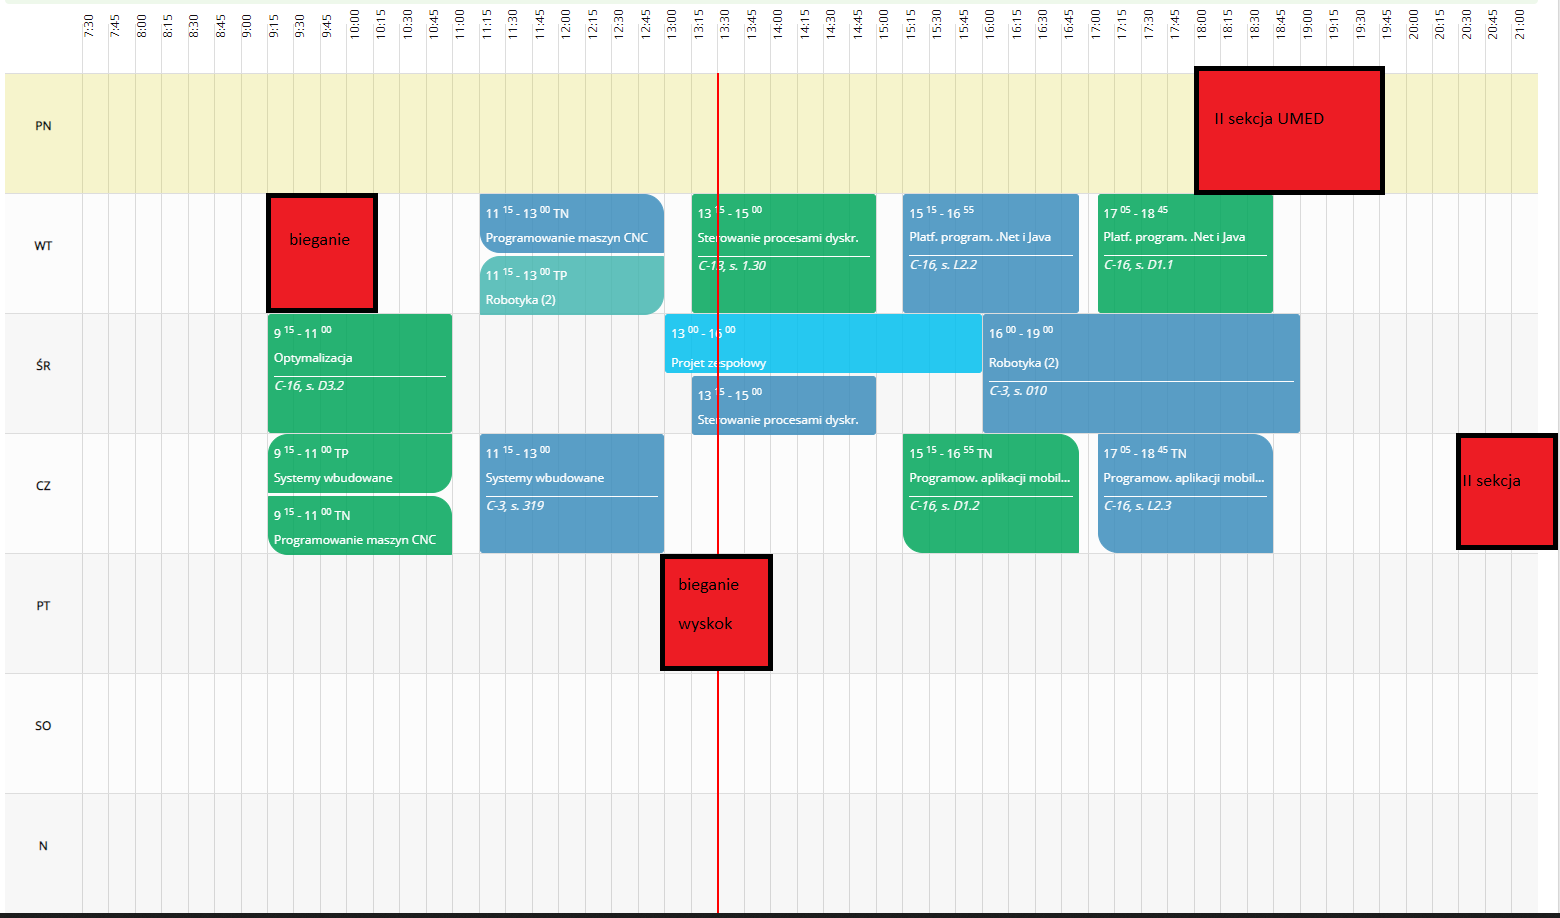 7:30 7:45 8:00 8:15 8:30 8:45 9:00 9:15 9:30 9:45 10:00 10:15 10:30 10:45 11:00 11:15 11:30 11:45 12:00 12:15 12:30 12:45 13:00 13:15 13:30 13:45 14:00 14:15 14:30 14:45 15:00 15:15 15:30 15:45 16:00 16:15 16:30 16:45 17:00 17:15 17:30 17:45 18:00 18:15 18:30 18:45 19:00 19:15 19:30 19:45 20:00 20:15 20:30 20:45 21:00
PN
II sekcja UMED
WT
bieganie
11 15 - 13 00 TN
Programowanie maszyn CNC
11 15 - 13 00 TP
Robotyka (2)
13 15 - 15 00
Sterowanie procesami dyskr.
C-13, s. 1.30
15 15 - 16 55
Platf. program. .Net i Java
C-16, s. L2.2
17 05 - 18 45
Platf. program. .Net i Java
C-16, s. D1.1
ŚR
9 15 - 11 00
Optymalizacja
C-16, s. D3.2
13 00 - 16 00
Projet zespołowy
13 15 - 15 00
Sterowanie procesami dyskr.
16 00 - 19 00
Robotyka (2)
C-3, s. 010
CZ
9 15 - 11 00 TP
Systemy wbudowane
9 15 - 11 00 TN
Programowanie maszyn CNC
11 15 - 13 00
Systemy wbudowane
C-3, s. 319
15 15 - 16 55 TN
Programow. aplikacji mobil...
C-16, s. D1.2
17 05 - 18 45 TN
Programow. aplikacji mobil...
C-16, s. L2.3
II sekcja
PT
bieganie
wyskok
SO
N